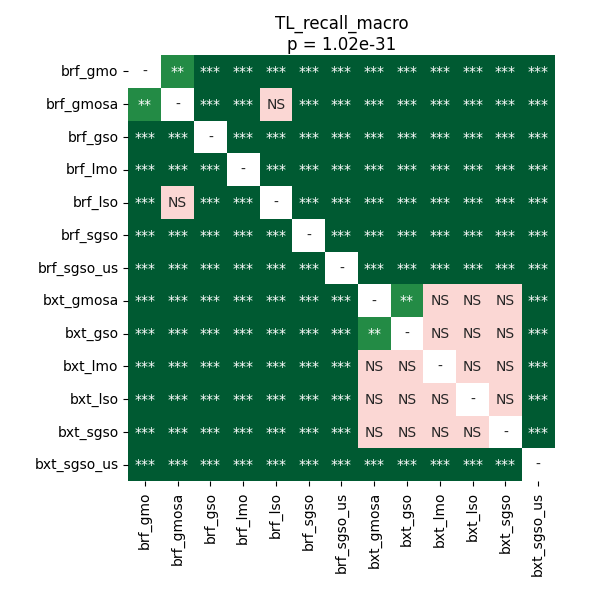 TL_recall_macro
p = 1.02e-31
brf_gmo - ** *** *** *** *** *** *** *** *** *** *** ***
brf_gmosa ** - *** *** NS *** *** *** *** *** *** *** ***
brf_gso *** *** - *** *** *** *** *** *** *** *** *** ***
brf_lmo *** *** *** - *** *** *** *** *** *** *** *** ***
brf_lso *** NS *** *** - *** *** *** *** *** *** *** ***
brf_sgso *** *** *** *** *** - *** *** *** *** *** *** ***
brf_sgso_us *** *** *** *** *** *** - *** *** *** *** *** ***
bxt_gmosa *** *** *** *** *** *** *** - ** NS NS NS ***
bxt_gso *** *** *** *** *** *** *** ** - NS NS NS ***
bxt_lmo *** *** *** *** *** *** *** NS NS - NS NS ***
bxt_lso *** *** *** *** *** *** *** NS NS NS - NS ***
bxt_sgso *** *** *** *** *** *** *** NS NS NS NS - ***
bxt_sgso_us *** *** *** *** *** *** *** *** *** *** *** *** -
brf_gmo
brf_gmosa
brf_gso
brf_lmo
brf_lso
brf_sgso
brf_sgso_us
bxt_gmosa
bxt_gso
bxt_lmo
bxt_lso
bxt_sgso
bxt_sgso_us